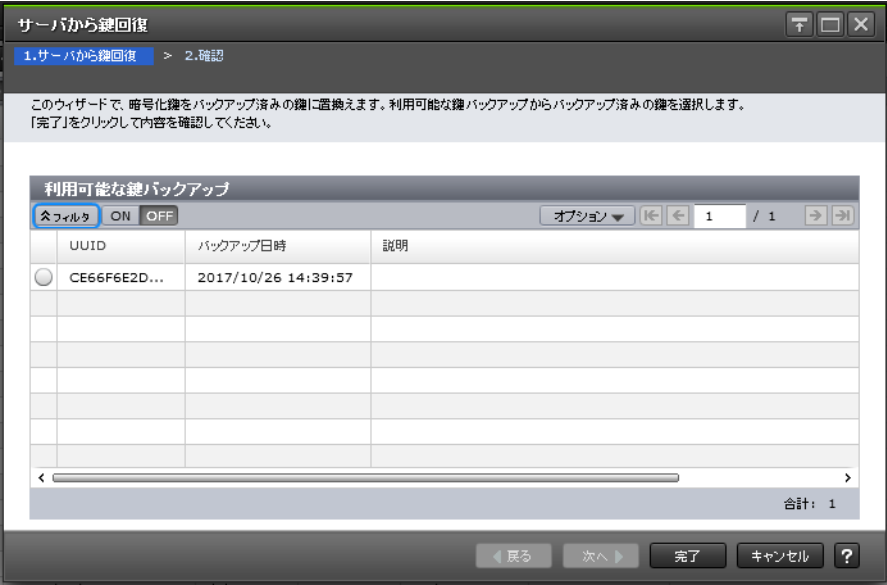 サーバから鍵回復
1.サーバから鍵回復 > 2.確認
このウィザードで、暗号化鍵をバックアップ済みの鍵に置換えます。利用可能な鍵バックアップからバックアップ済みの鍵を選択します。
「完了」をクリックして内容を確認してください。
利用可能な鍵バックアップ
フィルタ ON OFF オプション 1 / 1
UUID バックアップ日時 説明
CE66F6E2D... 2017/10/26 14:39:57
合計: 1
戻る 次へ 完了 キャンセル ?